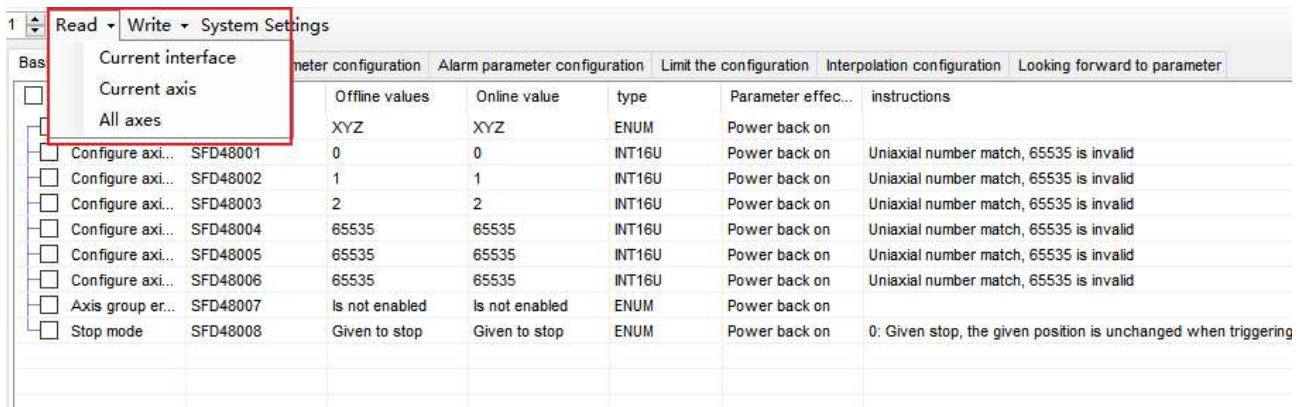 1 Read Write System Settings
Current interface
Current axis
All axes
Bas meter configuration Alarm parameter configuration Limit the configuration Interpolation configuration Looking forward to parameter
Offline values Online value type Parameter effec... instructions
XYZ XYZ ENUM Power back on
Configure axi... SFD48001 0 0 INT16U Power back on Uniaxial number match, 65535 is invalid
Configure axi... SFD48002 1 1 INT16U Power back on Uniaxial number match, 65535 is invalid
Configure axi... SFD48003 2 2 INT16U Power back on Uniaxial number match, 65535 is invalid
Configure axi... SFD48004 65535 65535 INT16U Power back on Uniaxial number match, 65535 is invalid
Configure axi... SFD48005 65535 65535 INT16U Power back on Uniaxial number match, 65535 is invalid
Configure axi... SFD48006 65535 65535 INT16U Power back on Uniaxial number match, 65535 is invalid
Axis group er... SFD48007 Is not enabled Is not enabled ENUM Power back on
Stop mode SFD48008 Given to stop Given to stop ENUM Power back on 0: Given stop, the given position is unchanged when triggering